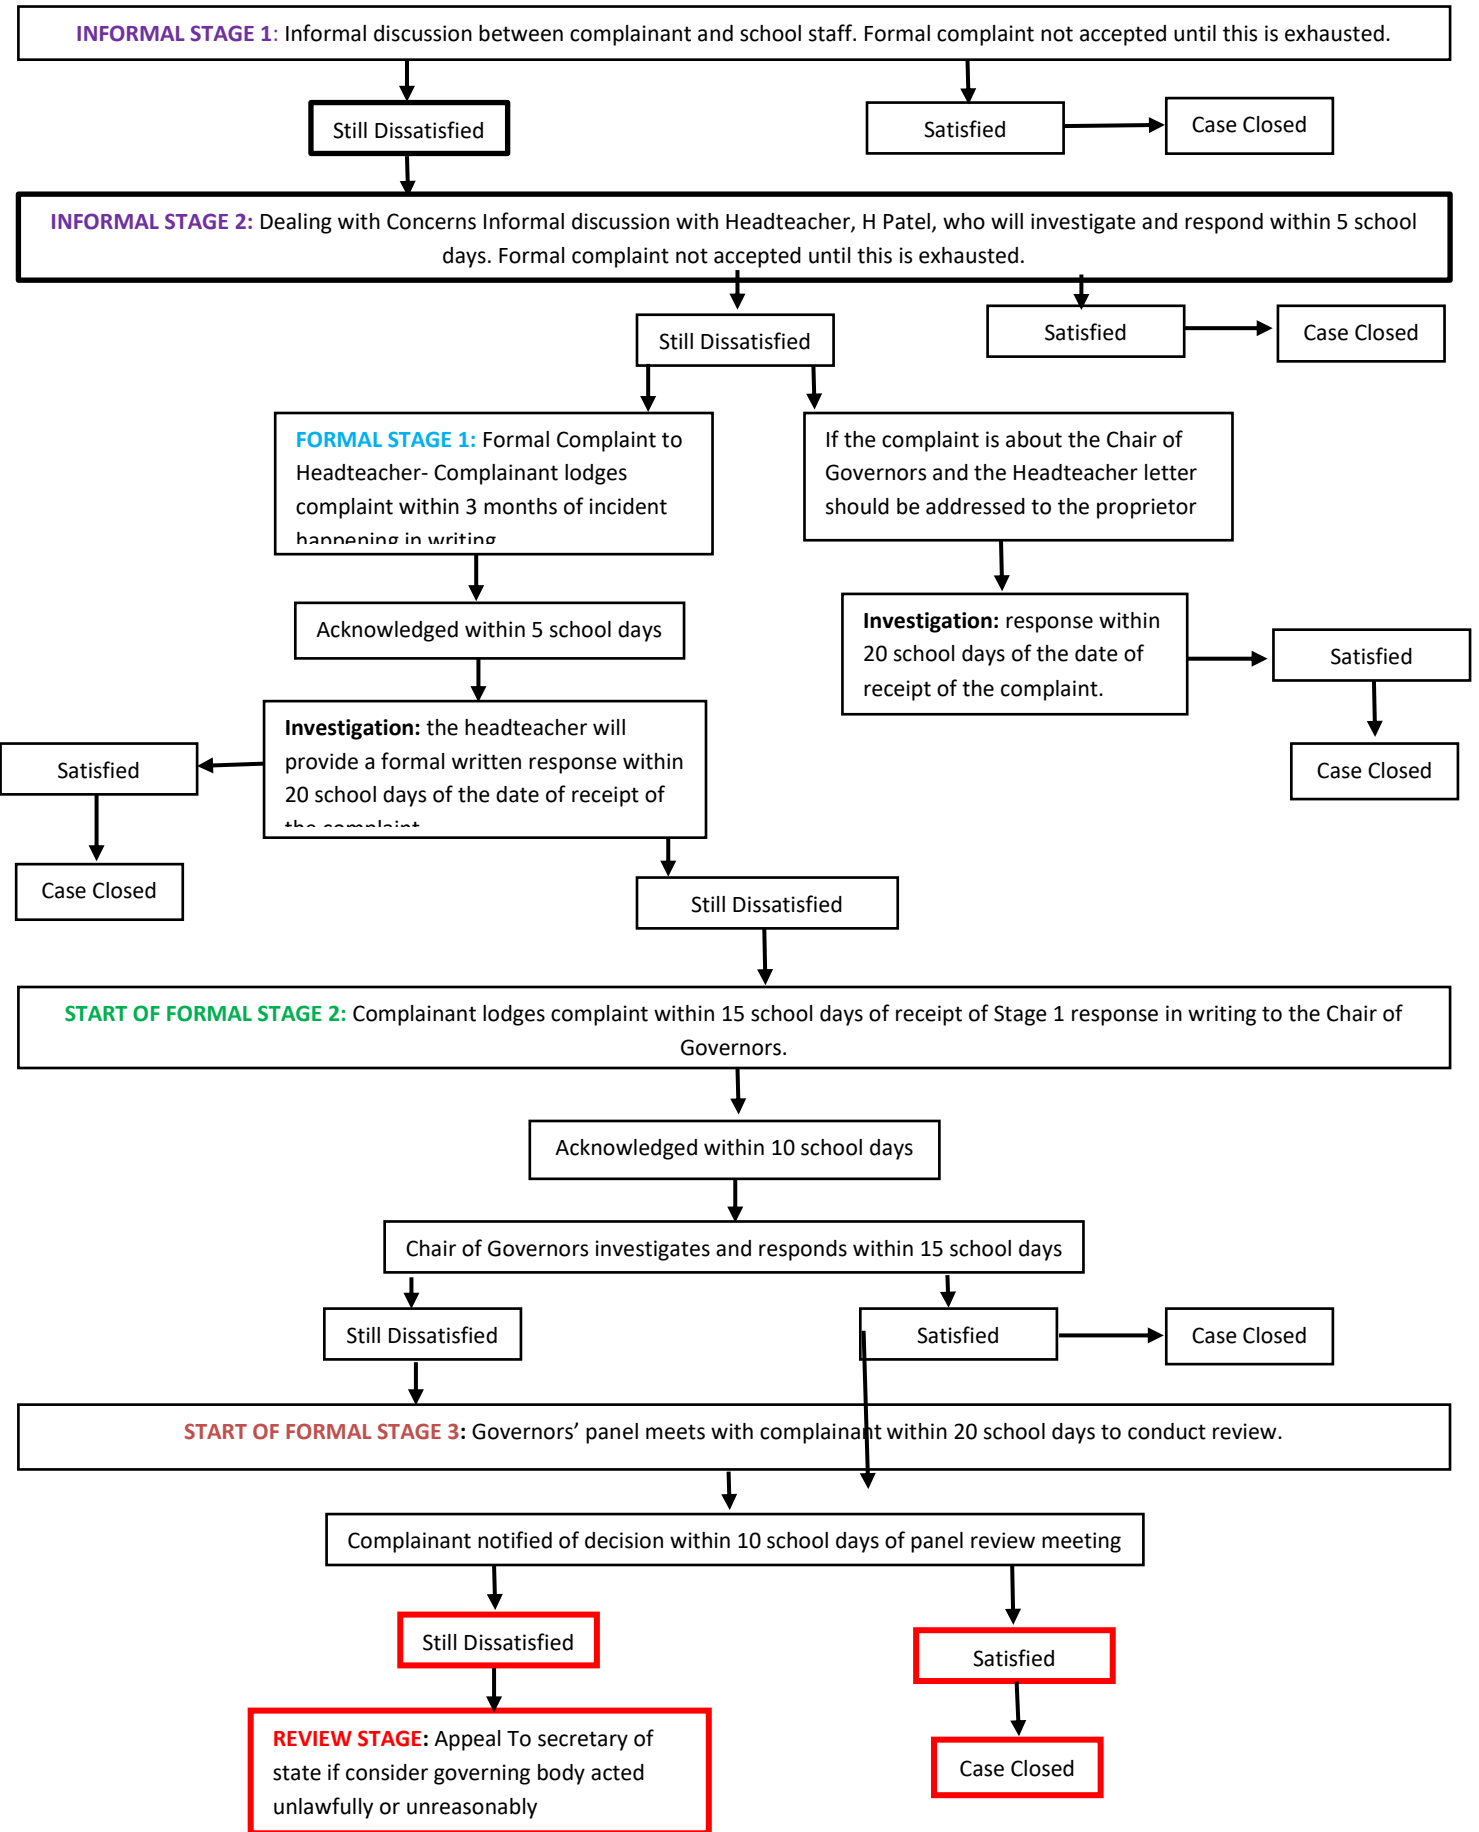 INFORMAL STAGE 1: Informal discussion between complainant and school staff. Formal complaint not accepted until this is exhausted.
Still Dissatisfied
Satisfied
Case Closed
INFORMAL STAGE 2: Dealing with Concerns Informal discussion with Headteacher, H Patel, who will investigate and respond within 5 school
days. Formal complaint not accepted until this is exhausted.
Still Dissatisfied
Satisfied
Case Closed
FORMAL STAGE 1: Formal Complaint to
Headteacher- Complainant lodges
complaint within 3 months of incident
happening in writing
If the complaint is about the Chair of
Governors and the Headteacher letter
should be addressed to the proprietor
Acknowledged within 5 school days
Investigation: response within
20 school days of the date of
receipt of the complaint.
Satisfied
Case Closed
Investigation: the headteacher will
provide a formal written response within
20 school days of the date of receipt of
the complaint
Satisfied
Case Closed
Still Dissatisfied
START OF FORMAL STAGE 2: Complainant lodges complaint within 15 school days of receipt of Stage 1 response in writing to the Chair of
Governors.
Acknowledged within 10 school days
Chair of Governors investigates and responds within 15 school days
Still Dissatisfied
Satisfied
Case Closed
START OF FORMAL STAGE 3: Governors’ panel meets with complainant within 20 school days to conduct review.
Complainant notified of decision within 10 school days of panel review meeting
Still Dissatisfied
Satisfied
REVIEW STAGE: Appeal To secretary of
state if consider governing body acted
unlawfully or unreasonably
Case Closed